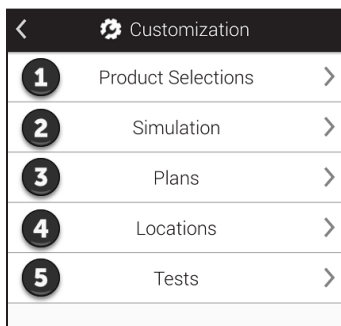 Customization
1 Product Selections
2 Simulation
3 Plans
4 Locations
5 Tests